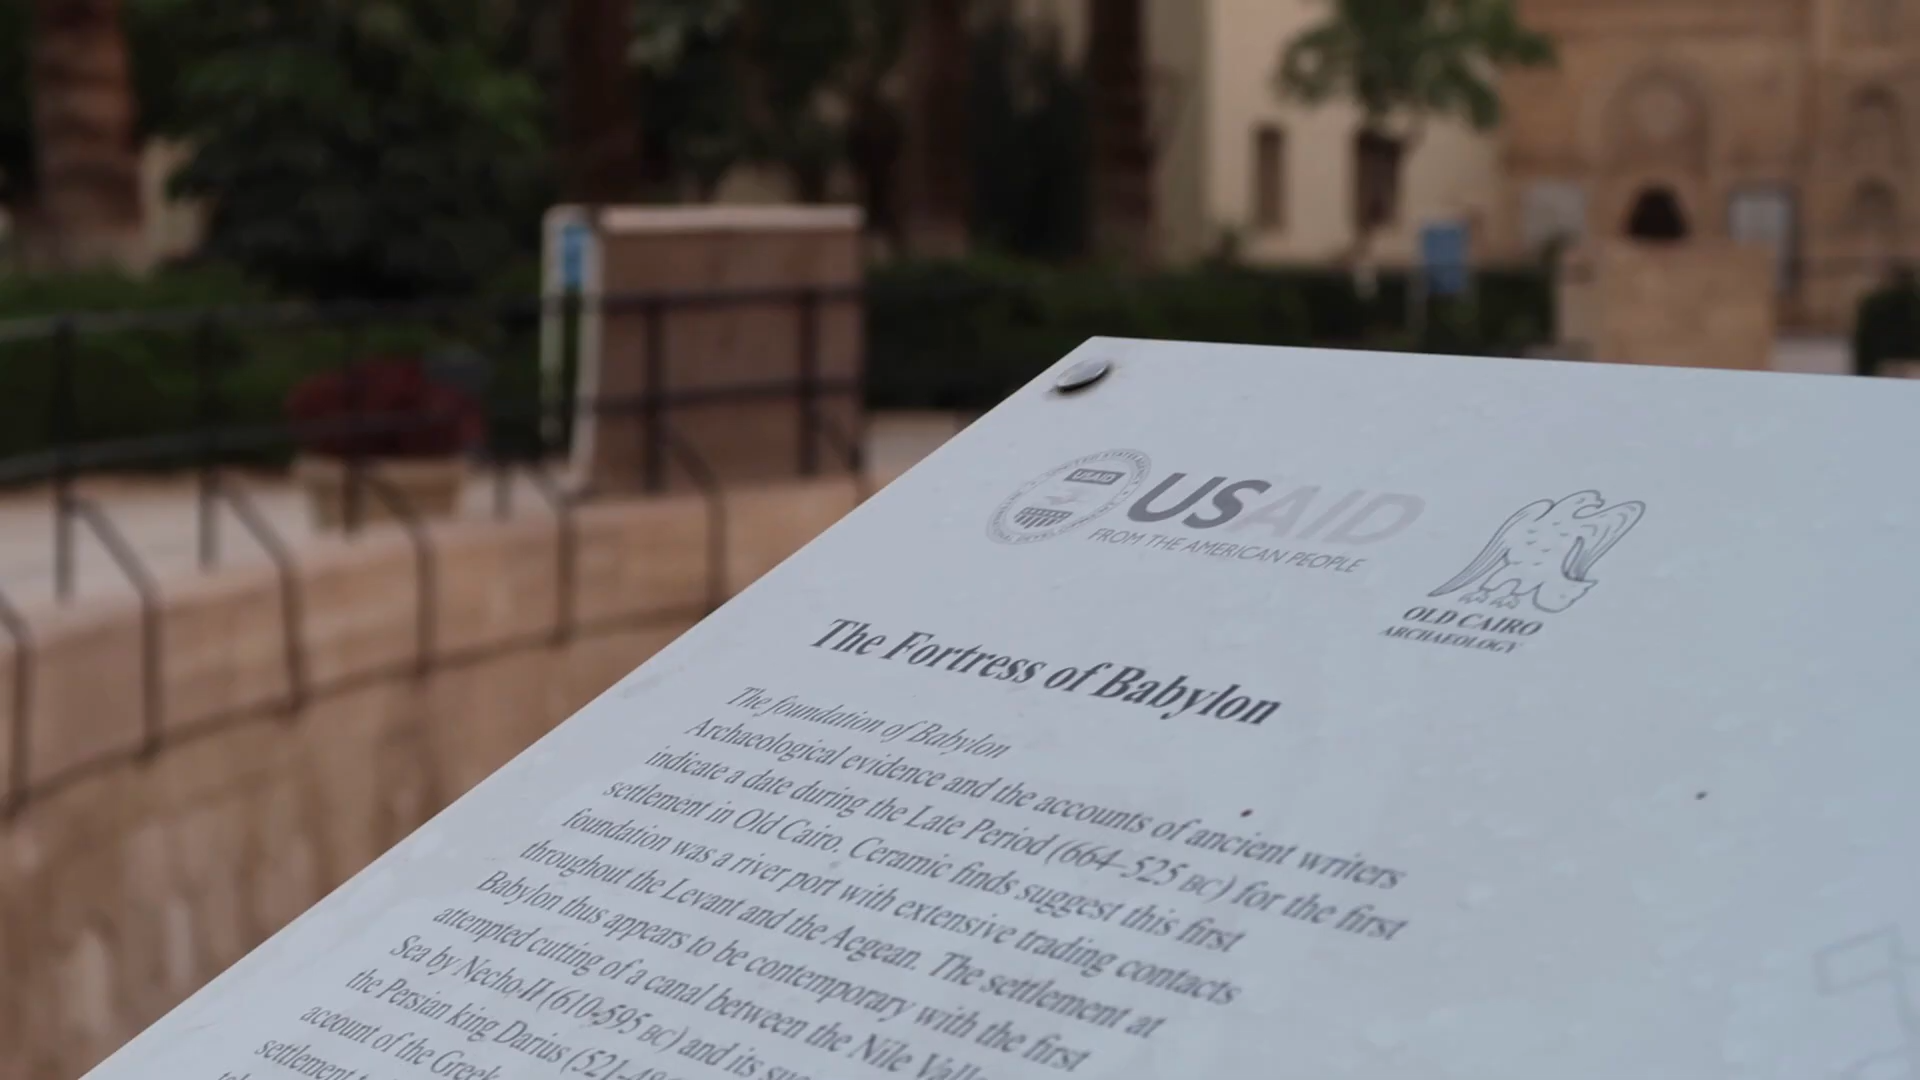 USAID
USAID
FROM THE AMERICAN PEOPLE
OLD CAIRO
ARCHAEOLOGY
The Fortress of Babylon
The foundation of Babylon
Archaeological evidence and the accounts of ancient writers
indicate a date during the Late Period (664–525 BC) for the first
settlement in Old Cairo. Ceramic finds suggest this first
foundation was a river port with extensive trading contacts
throughout the Levant and the Aegean. The settlement at
Babylon thus appears to be contemporary with the first
attempted cutting of a canal between the Nile
Sea by Necho II (610-595 BC) and its
the Persian king Darius (521-
account of the Greek
settlement